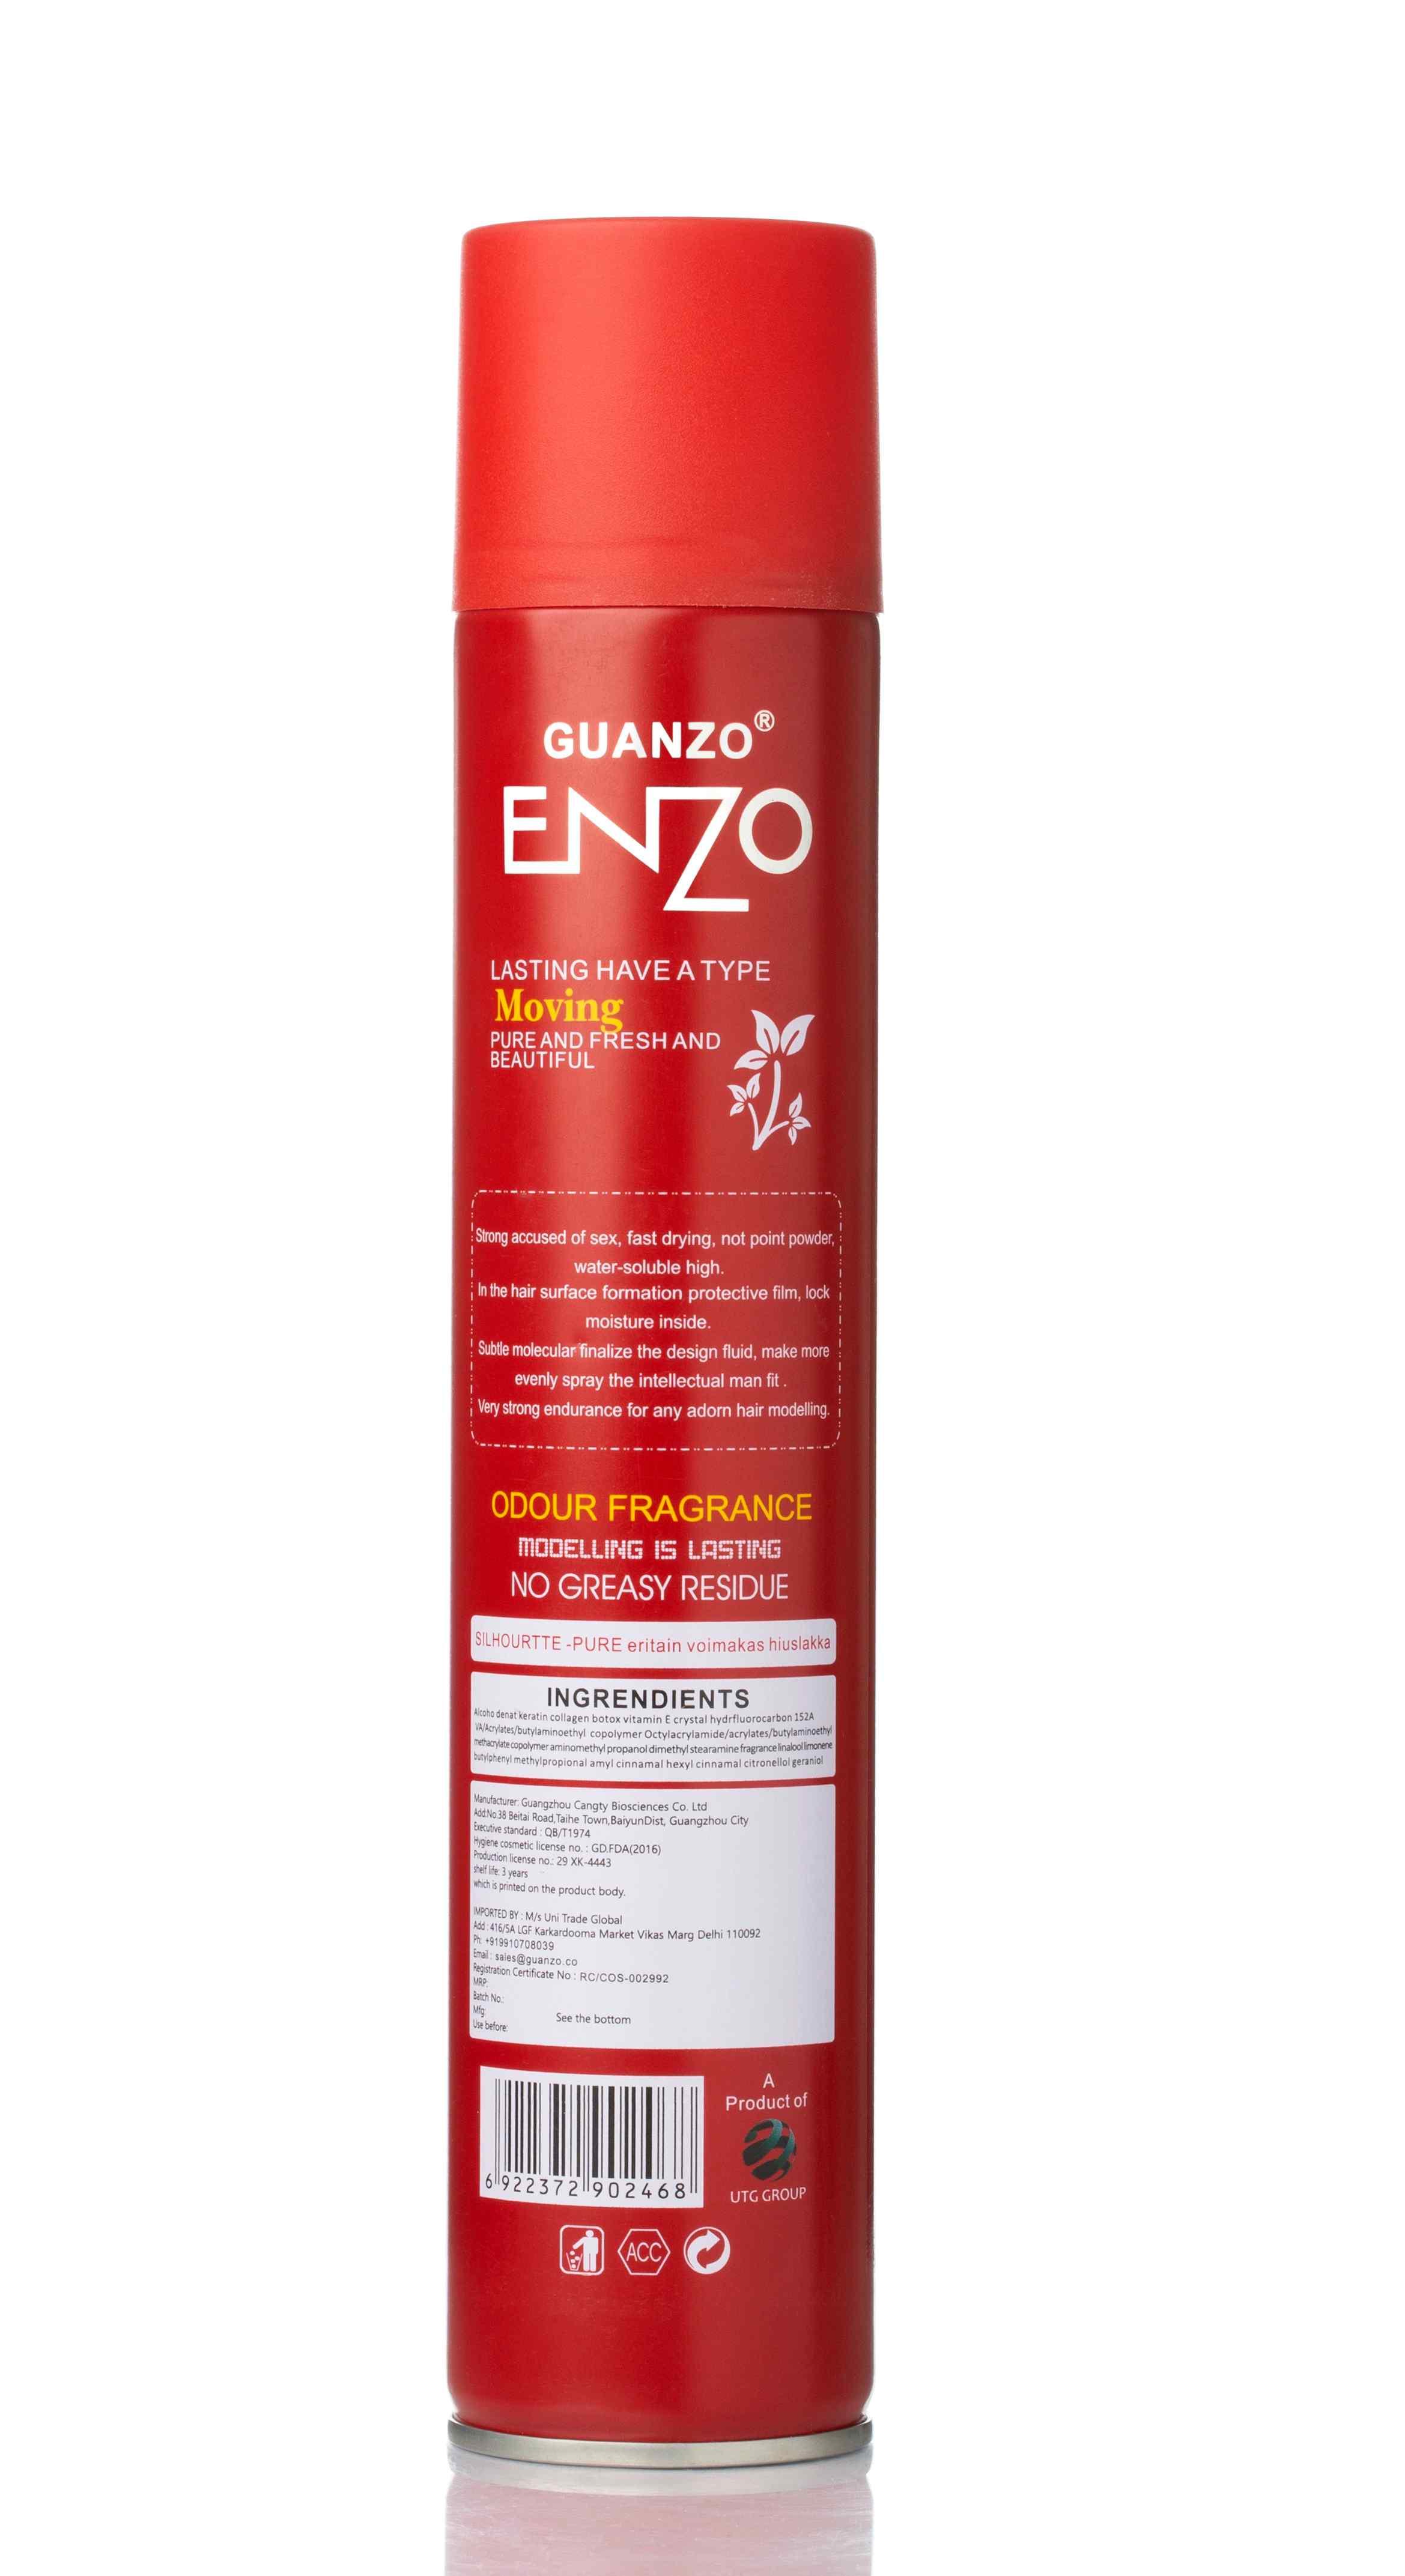 GUANZO®
ENZO
LASTING HAVE A TYPE
Moving
PURE AND FRESH AND
BEAUTIFUL
Strong accused of sex, fast drying, not point powder,
water-soluble high.
In the hair surface formation protective film, lock
moisture inside.
Subtle molecular finalize the design fluid, make more
evenly spray the intellectual man fit .
Very strong endurance for any adorn hair modelling.
ODOUR FRAGRANCE
MODELLING IS LASTING
NO GREASY RESIDUE
SILHOURTTE -PURE eritain voimakas hiuslakka
INGRENDIENTS
Alcoho denat keratin collagen botox vitamin E crystal hydrfluorocarbon 152A
VA/Acrylates/butylaminoethyl copolymer Octylacrylamide/acrylates/butylaminoethyl
methacrylate copolymer aminomethyl propanol dimethyl stearamine fragrance linalool limonene
butylphenyl methylpropional amyl cinnamal hexyl cinnamal citronellol geraniol
Manufacturer: Guangzhou Cangty Biosciences Co. Ltd
Add:No.38 Beitai Road,Taihe Town,BaiyunDist, Guangzhou City
Executive standard : QB/T1974
Hygiene cosmetic license no. : GD.FDA(2016)
Production license no.: 29 XK-4443
shelf life: 3 years
which is printed on the product body.
IMPORTED BY : M/s Uni Trade Global
Add : 416/5A LGF Karkardooma Market Vikas Marg Delhi 110092
Ph: +919910708039
Email : sales@guanzo.co
Registration Certificate No : RC/COS-002992
MRP:
Batch No.:
Mfg:
See the bottom
Use before:
6 922372 902468
A
Product of
UTG GROUP
ACC